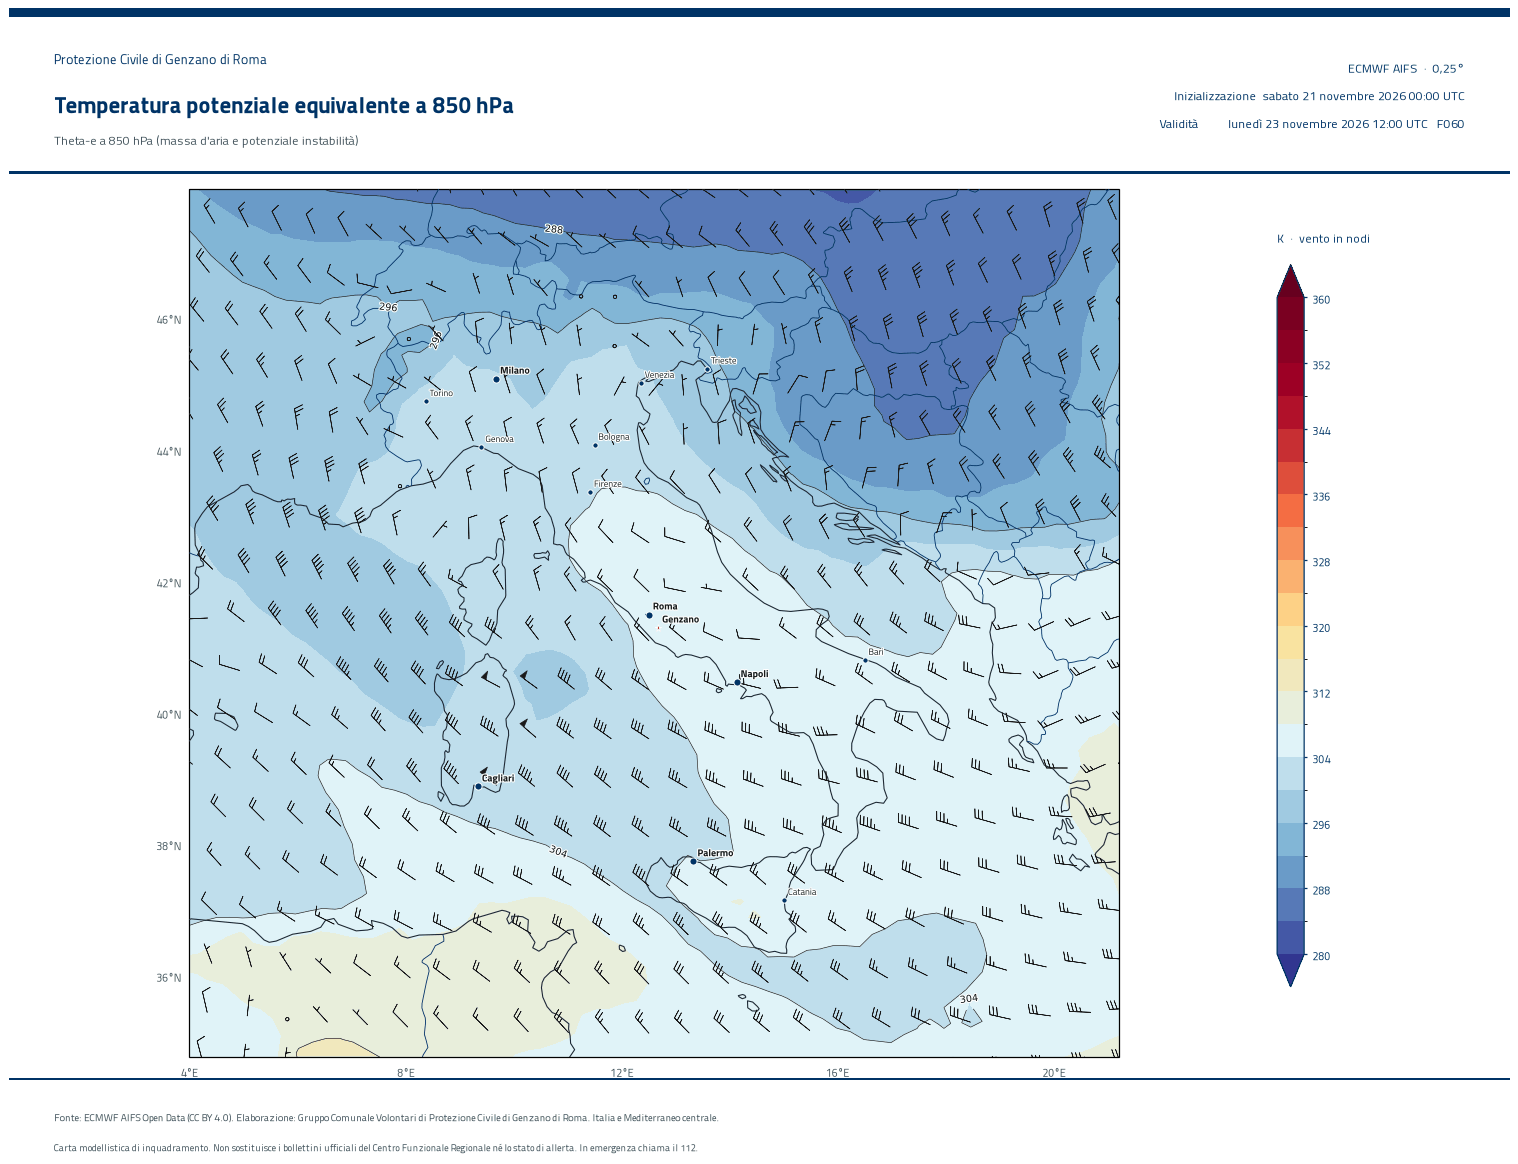 Protezione Civile di Genzano di Roma
Temperatura potenziale equivalente a 850 hPa
Theta-e a 850 hPa (massa d'aria e potenziale instabilità)
ECMWF AIFS · 0,25°
Inizializzazione sabato 21 novembre 2026 00:00 UTC
Validità lunedì 23 novembre 2026 12:00 UTC F060
K · vento in nodi
360
352
344
336
328
320
312
304
296
288
280
46°N
44°N
42°N
40°N
38°N
36°N
4°E
8°E
12°E
16°E
20°E
288
296
296
304
304
Milano
Torino
Venezia
Trieste
Genova
Bologna
Firenze
Roma
Genzano
Napoli
Bari
Cagliari
Palermo
Catania
Fonte: ECMWF AIFS Open Data (CC BY 4.0). Elaborazione: Gruppo Comunale Volontari di Protezione Civile di Genzano di Roma. Italia e Mediterraneo centrale.
Carta modellistica di inquadramento. Non sostituisce i bollettini ufficiali del Centro Funzionale Regionale né lo stato di allerta. In emergenza chiama il 112.